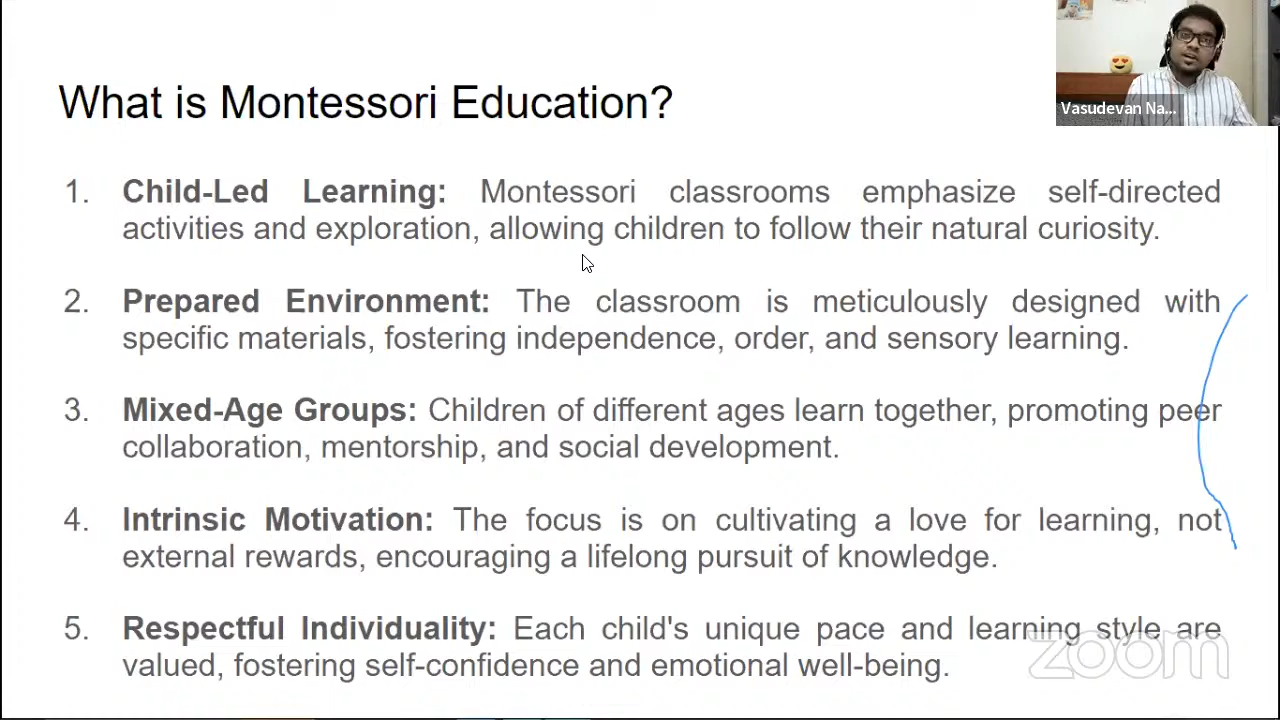 Vasudevan Na...
What is Montessori Education?
1. Child-Led Learning: Montessori classrooms emphasize self-directed
activities and exploration, allowing children to follow their natural curiosity.
2. Prepared Environment: The classroom is meticulously designed with
specific materials, fostering independence, order, and sensory learning.
3. Mixed-Age Groups: Children of different ages learn together, promoting peer
collaboration, mentorship, and social development.
4. Intrinsic Motivation: The focus is on cultivating a love for learning, not
external rewards, encouraging a lifelong pursuit of knowledge.
5. Respectful Individuality: Each child's unique pace and learning style are
valued, fostering self-confidence and emotional well-being.
zoom